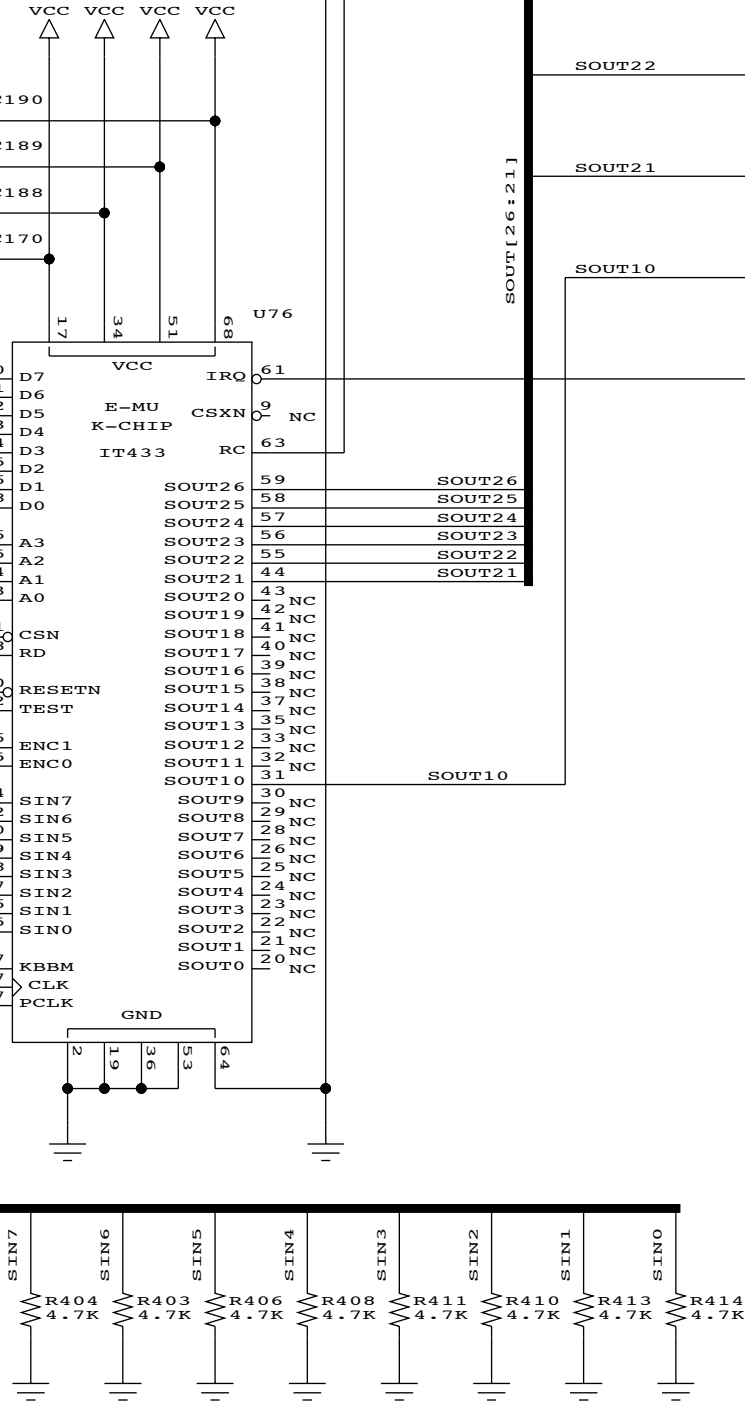 VCC VCC VCC VCC
SOUT22
190
189
SOUT21
188
SOUT[26:21]
170
SOUT10
U76
17 34 51 68
VCC
D7 IRQ 61
D6
D5 E-MU CSXN 9 NC
D4 K-CHIP
D3 IT433 RC 63
D2
D1 SOUT26 59 SOUT26
D0 SOUT25 58 SOUT25
SOUT24 57 SOUT24
A3 SOUT23 56 SOUT23
A2 SOUT22 55 SOUT22
A1 SOUT21 44 SOUT21
A0 SOUT20 43 NC
SOUT19 42 NC
CSN SOUT18 41 NC
RD SOUT17 40 NC
SOUT16 39 NC
RESETN SOUT15 38 NC
TEST SOUT14 37 NC
SOUT13 35 NC
ENC1 SOUT12 33 NC
ENC0 SOUT11 32 NC
SOUT10 31 SOUT10
SIN7 SOUT9 30 NC
SIN6 SOUT8 29 NC
SIN5 SOUT7 28 NC
SIN4 SOUT6 26 NC
SIN3 SOUT5 25 NC
SIN2 SOUT4 24 NC
SIN1 SOUT3 23 NC
SIN0 SOUT2 22 NC
SOUT1 21 NC
KBBM SOUT0 20 NC
CLK
PCLK
GND
2 19 36 53 64
SIN7 SIN6 SIN5 SIN4 SIN3 SIN2 SIN1 SIN0
R404 R403 R406 R408 R411 R410 R413 R414
4.7K 4.7K 4.7K 4.7K 4.7K 4.7K 4.7K 4.7K